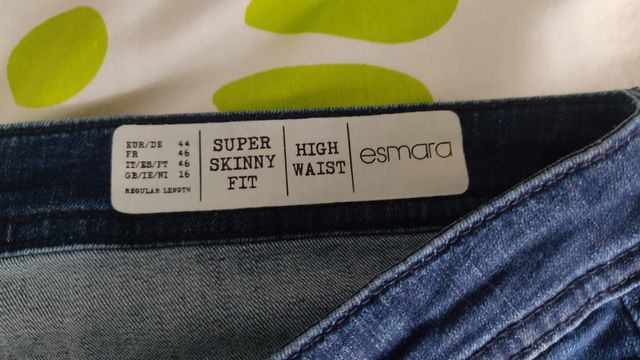 EUR/DE 44
FR 46
IT/ES/PT 46
GB/IE/NI 16
REGULAR LENGTH
SUPER
SKINNY
FIT
HIGH
WAIST
esmara